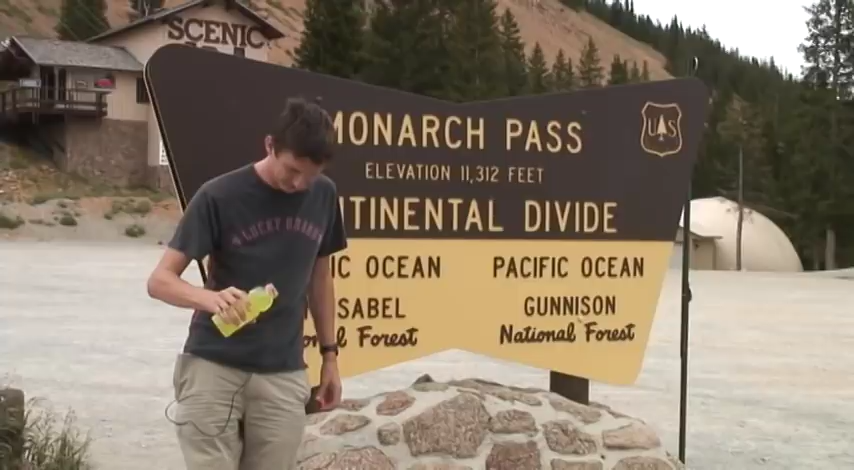 SCENIC
MONARCH PASS
US
ELEVATION 11,312 FEET
TINENTAL DIVIDE
IC OCEAN
PACIFIC OCEAN
SABEL
GUNNISON
National Forest
nal Forest
LUCKY